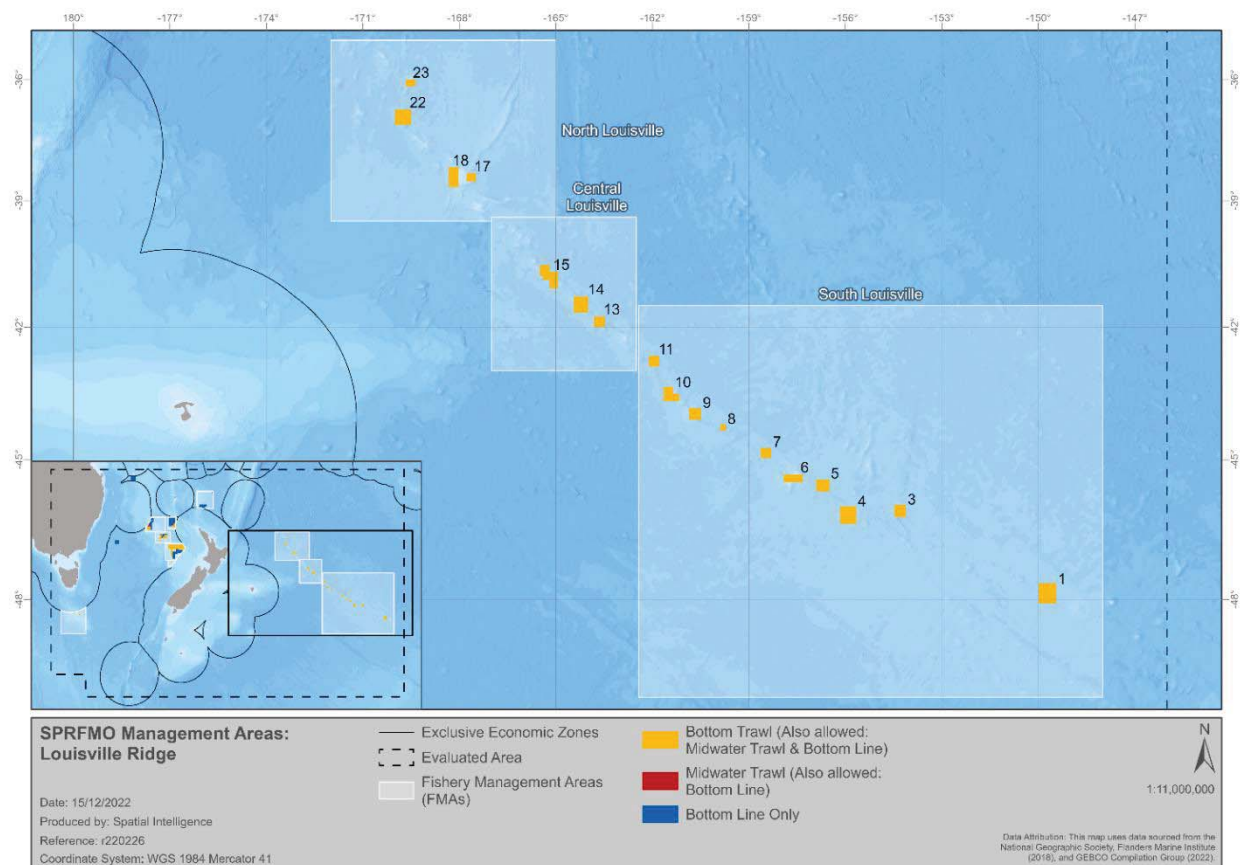 180°
-177°
-174°
-171°
-168°
-165°
-162°
-159°
-156°
-153°
-150°
-147°
-36°
-36°
23
22
North Louisville
18
17
-39°
-39°
Central
Louisville
15
14
South Louisville
13
-42°
-42°
11
10
9
8
7
-45°
-45°
6
5
4
3
1
-48°
-48°
SPRFMO Management Areas:
Louisville Ridge
Date: 15/12/2022
Produced by: Spatial Intelligence
Reference: r220226
Coordinate System: WGS 1984 Mercator 41
Exclusive Economic Zones
Evaluated Area
Fishery Management Areas
(FMAs)
Bottom Trawl (Also allowed:
Midwater Trawl & Bottom Line)
Midwater Trawl (Also allowed:
Bottom Line)
Bottom Line Only
N
1:11,000,000
Data Attribution: This map uses data sourced from the
National Geographic Society, Flanders Marine Institute
(2018), and GEBCO Compilation Group (2022).